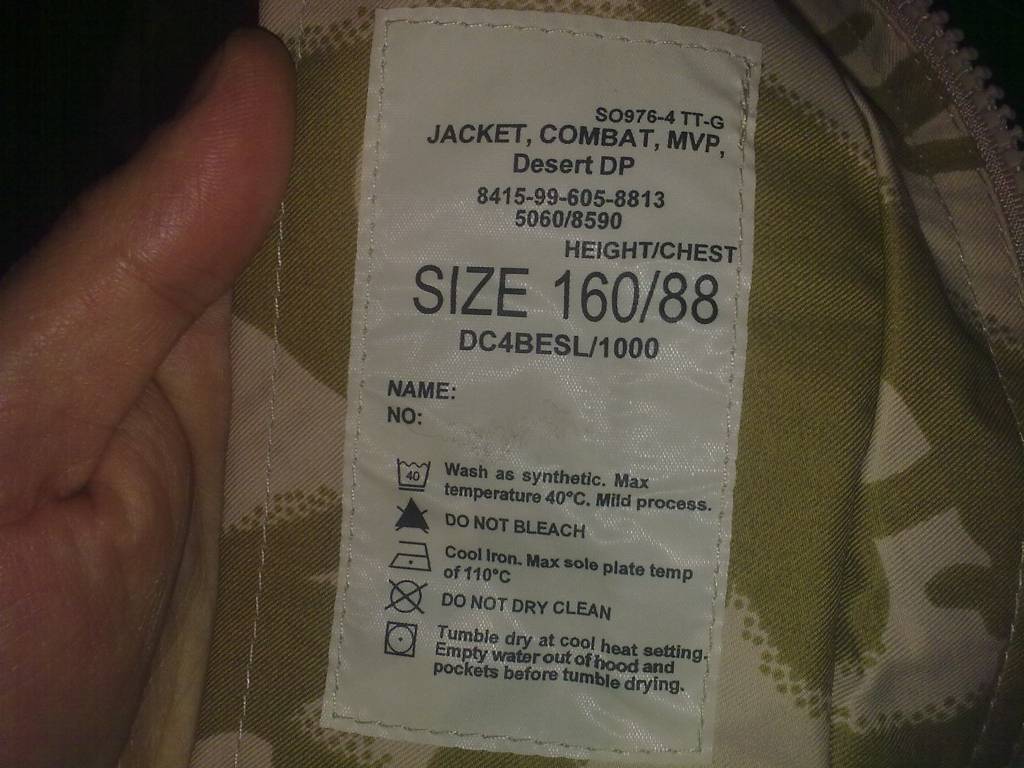 SO976-4 TT-G
JACKET, COMBAT, MVP,
Desert DP
8415-99-605-8813
5060/8590
HEIGHT/CHEST
SIZE 160/88
DC4BESL/1000
NAME:
NO:
40
Wash as synthetic. Max
temperature 40°C. Mild process.
DO NOT BLEACH
Cool Iron. Max sole plate temp
of 110°C
DO NOT DRY CLEAN
Tumble dry at cool heat setting.
Empty water out of hood and
pockets before tumble drying.